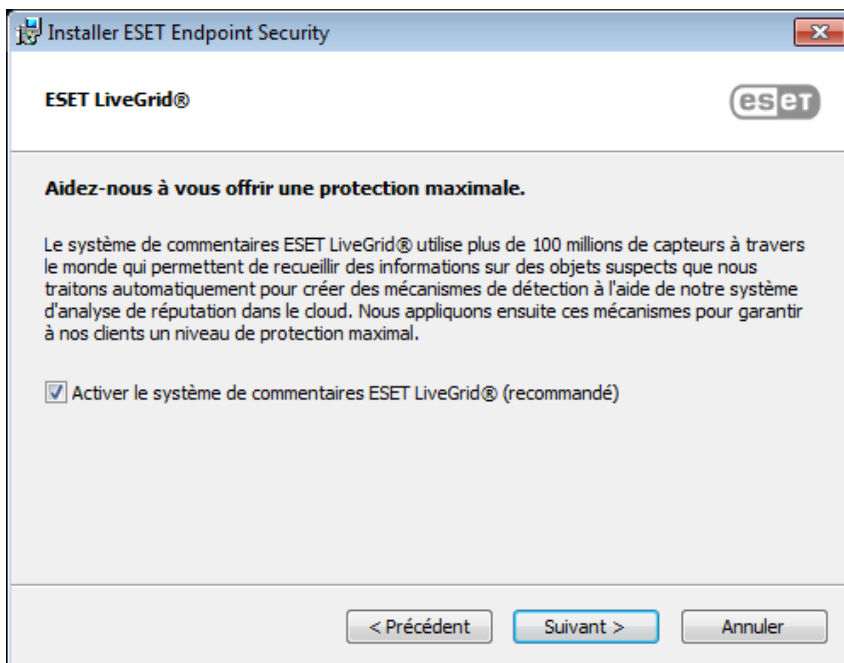 Installer ESET Endpoint Security
ESET LiveGrid®
eseT
Aidez-nous à vous offrir une protection maximale.
Le système de commentaires ESET LiveGrid® utilise plus de 100 millions de capteurs à travers
le monde qui permettent de recueillir des informations sur des objets suspects que nous
traitons automatiquement pour créer des mécanismes de détection à l'aide de notre système
d'analyse de réputation dans le cloud. Nous appliquons ensuite ces mécanismes pour garantir
à nos clients un niveau de protection maximal.
Activer le système de commentaires ESET LiveGrid® (recommandé)
< Précédent
Suivant >
Annuler